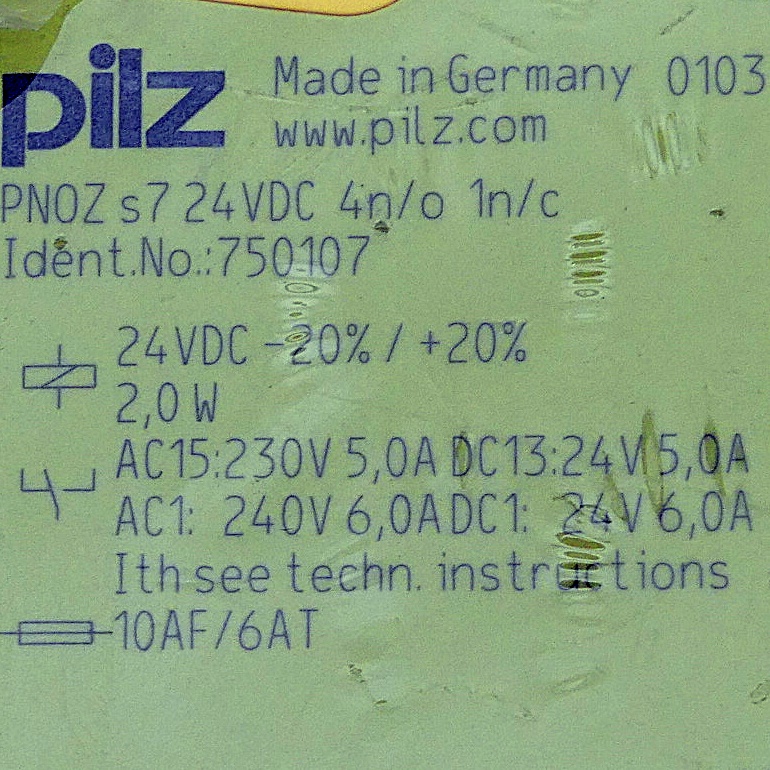 pilz
Made in Germany 0103
www.pilz.com
PNOZ s7 24VDC 4n/o 1n/c
Ident.No.:750107
24VDC -20% / +20%
2,0 W
AC15:230V 5,0A DC13:24V 5,0A
AC1: 240V 6,0A DC1: 24V 6,0A
Ith see techn. instructions
10AF/6AT